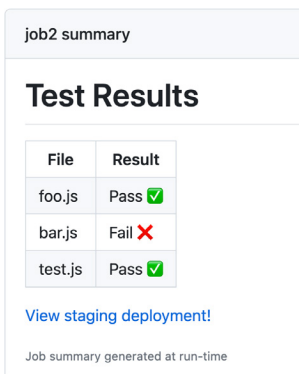 job2 summary
Test Results
File Result
foo.js Pass ✅
bar.js Fail ❌
test.js Pass ✅
View staging deployment!
Job summary generated at run-time